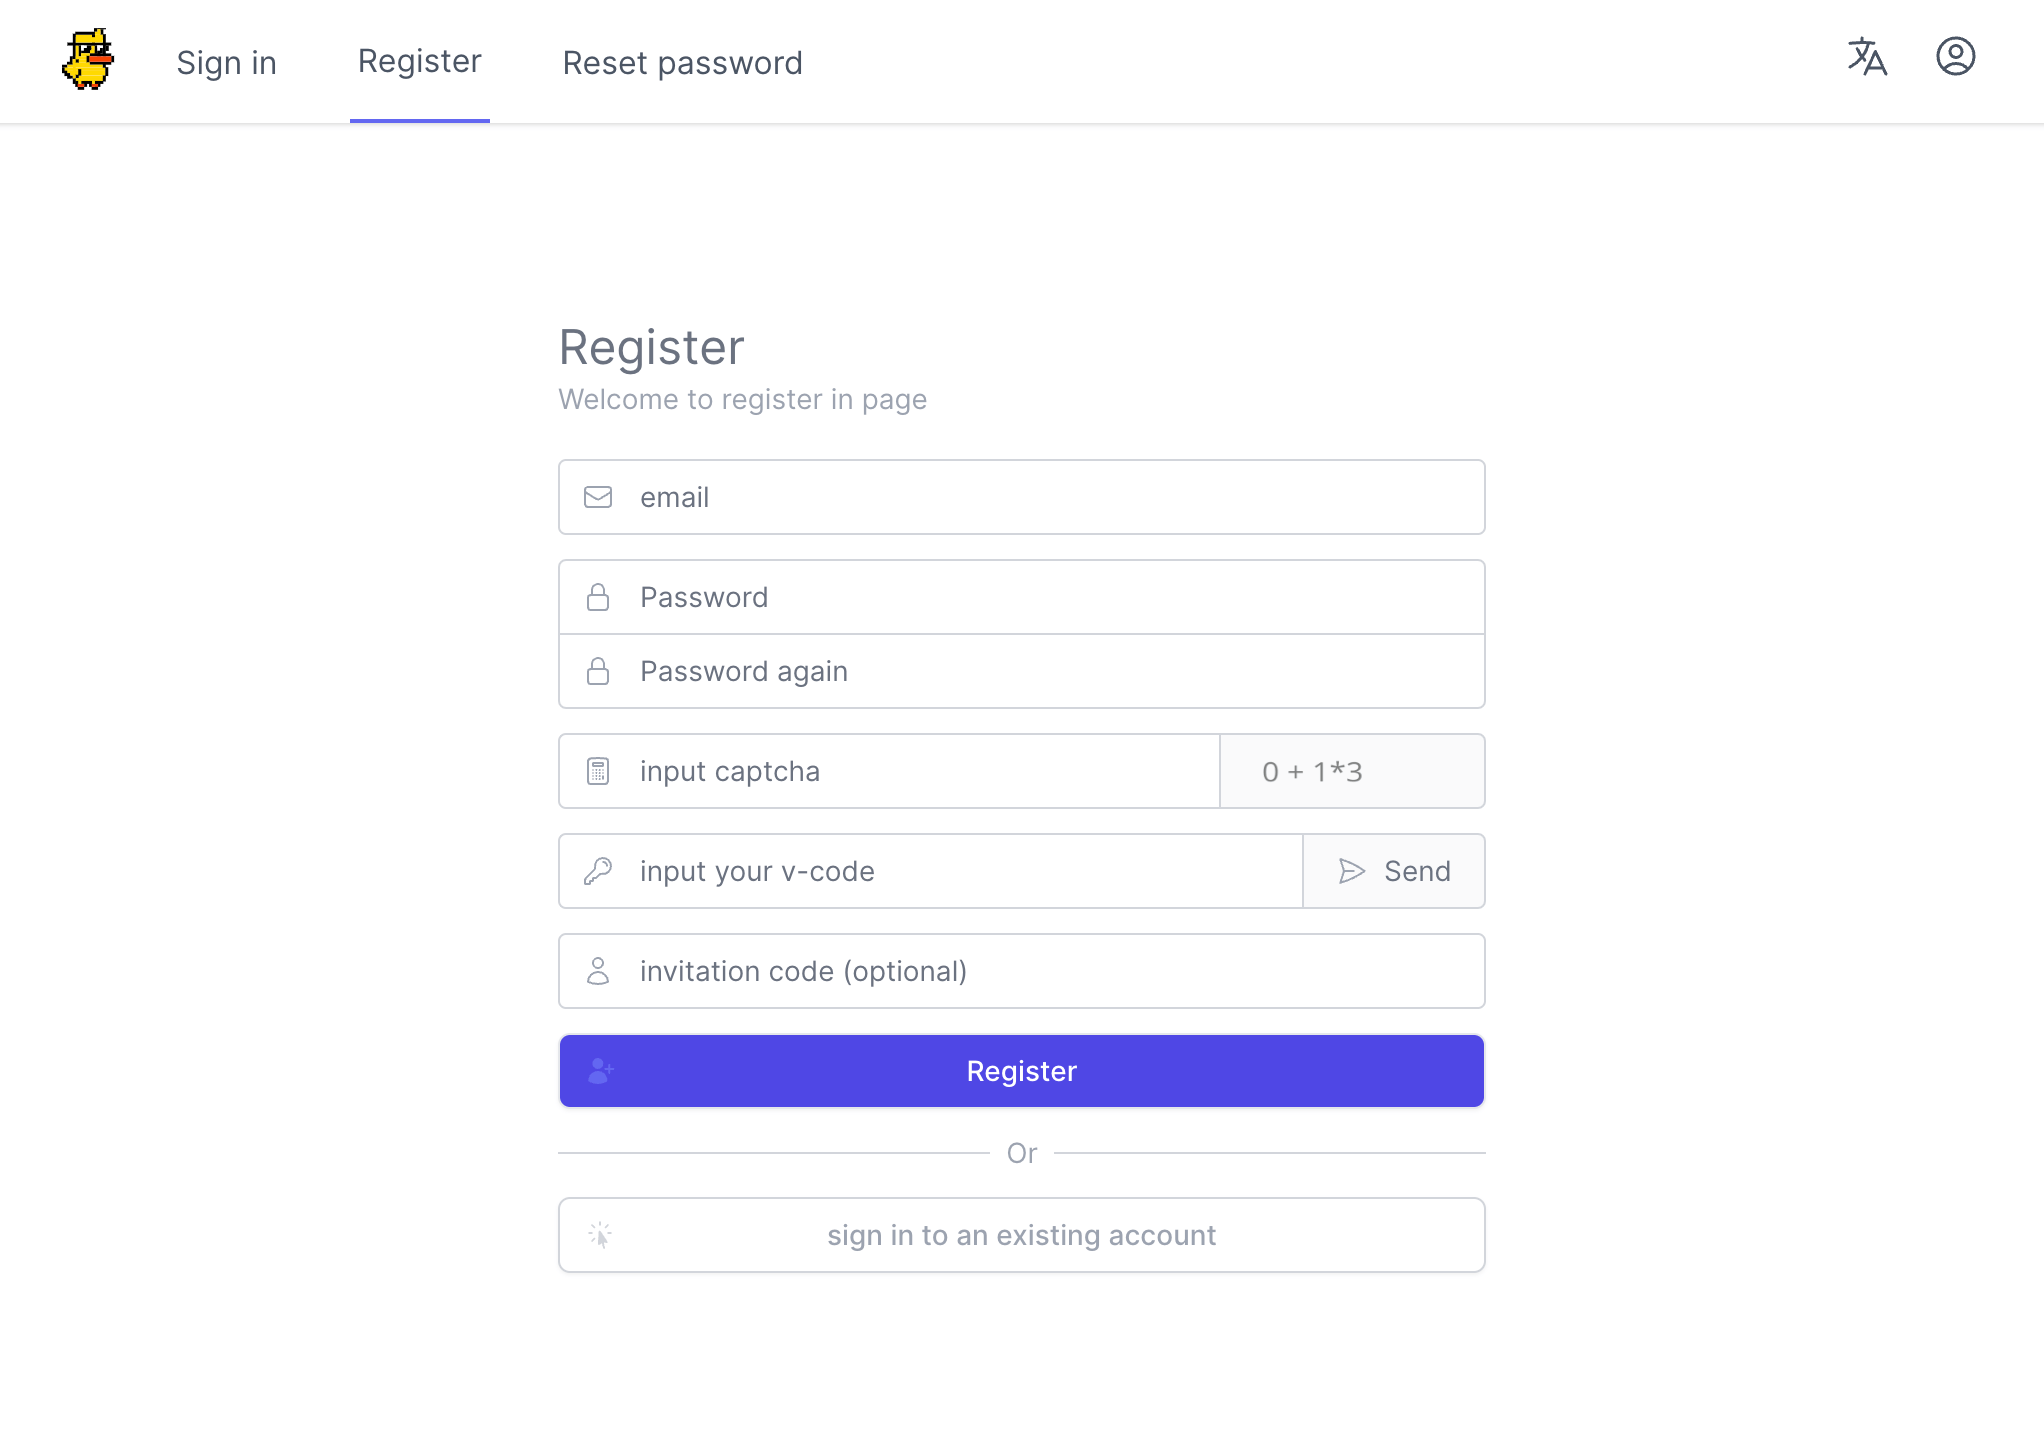 Sign in Register Reset password
Register
Welcome to register in page
email
Password
Password again
input captcha 0 + 1*3
input your v-code Send
invitation code (optional)
Register
Or
sign in to an existing account